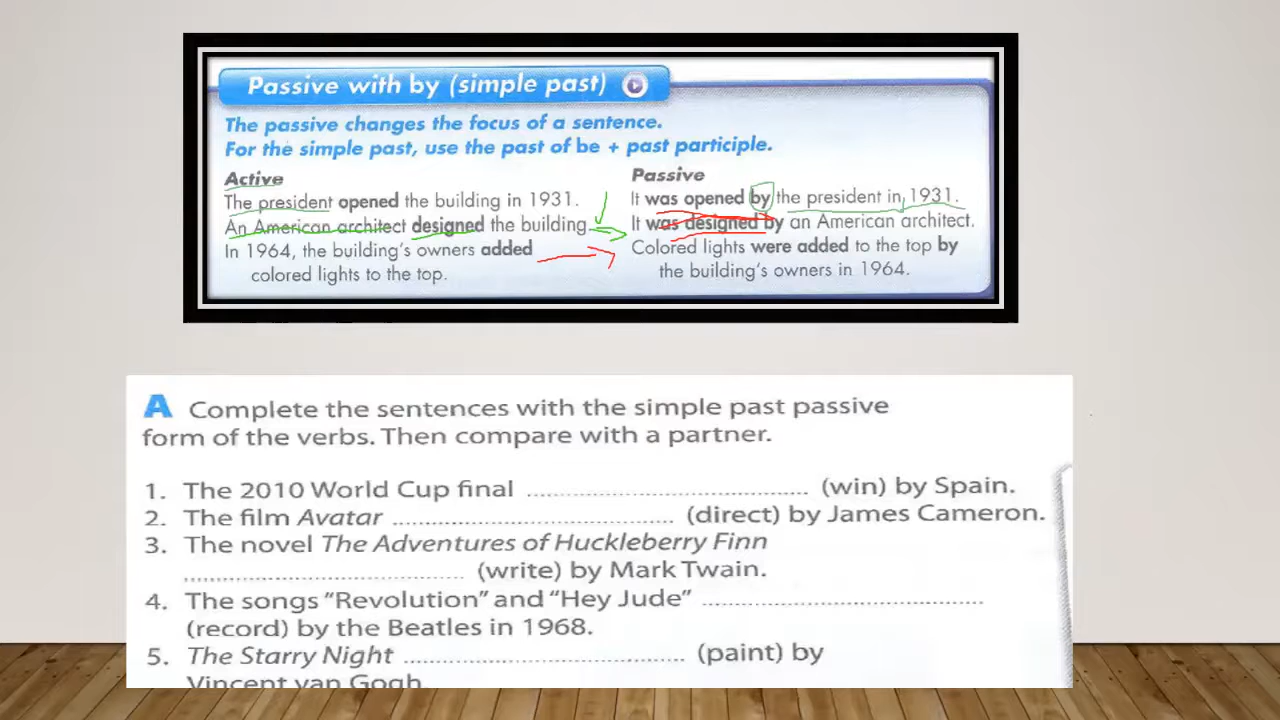 Passive with by (simple past)
The passive changes the focus of a sentence.
For the simple past, use the past of be + past participle.
Active
The president opened the building in 1931.
An American architect designed the building
In 1964, the building's owners added
colored lights to the top.
Passive
It was opened by the president in 1931.
It was designed by an American architect.
Colored lights were added to the top by
the building's owners in 1964.
A Complete the sentences with the simple past passive
form of the verbs. Then compare with a partner.
1. The 2010 World Cup final ........................................ (win) by Spain.
2. The film Avatar ........................................ (direct) by James Cameron.
3. The novel The Adventures of Huckleberry Finn
........................................ (write) by Mark Twain.
4. The songs “Revolution” and “Hey Jude” ........................................
(record) by the Beatles in 1968.
5. The Starry Night ........................................ (paint) by
Vincent van Gogh